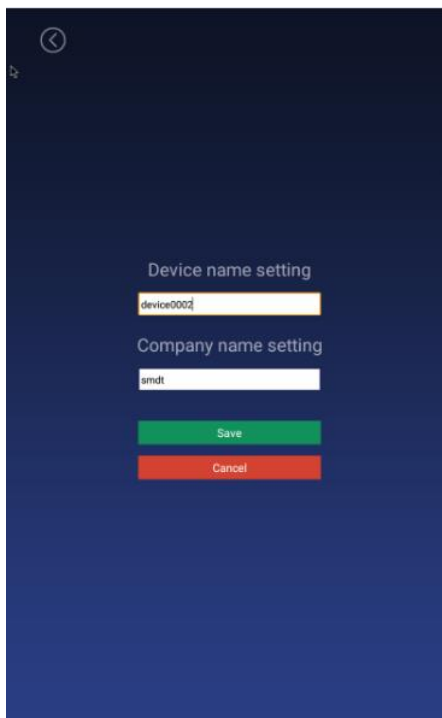 Device name setting
device0002
Company name setting
smdt
Save
Cancel